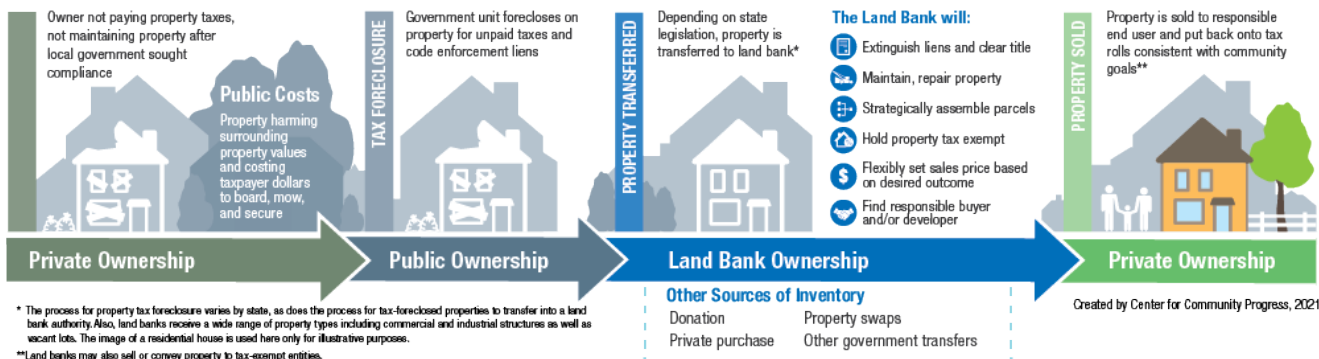 Owner not paying property taxes,
not maintaining property after
local government sought
compliance
Public Costs
Property harming
surrounding
property values
and costing
taxpayer dollars
to board, mow,
and secure
TAX FORECLOSURE
Government unit forecloses on
property for unpaid taxes and
code enforcement liens
PROPERTY TRANSFERRED
Depending on state
legislation, property is
transferred to land bank*
The Land Bank will:
Extinguish liens and clear title
Maintain, repair property
Strategically assemble parcels
Hold property tax exempt
$
Flexibly set sales price based
on desired outcome
Find responsible buyer
and/or developer
PROPERTY SOLD
Property is sold to responsible
end user and put back onto tax
rolls consistent with community
goals**
Private Ownership
Public Ownership
Land Bank Ownership
Private Ownership
* The process for property tax foreclosure varies by state, as does the process for tax-foreclosed properties to transfer into a land
bank authority. Also, land banks receive a wide range of property types including commercial and industrial structures as well as
vacant lots. The image of a residential house is used here only for illustrative purposes.
**Land banks may also sell or convey property to tax-exempt entities.
Other Sources of Inventory
Donation
Property swaps
Private purchase
Other government transfers
Created by Center for Community Progress, 2021